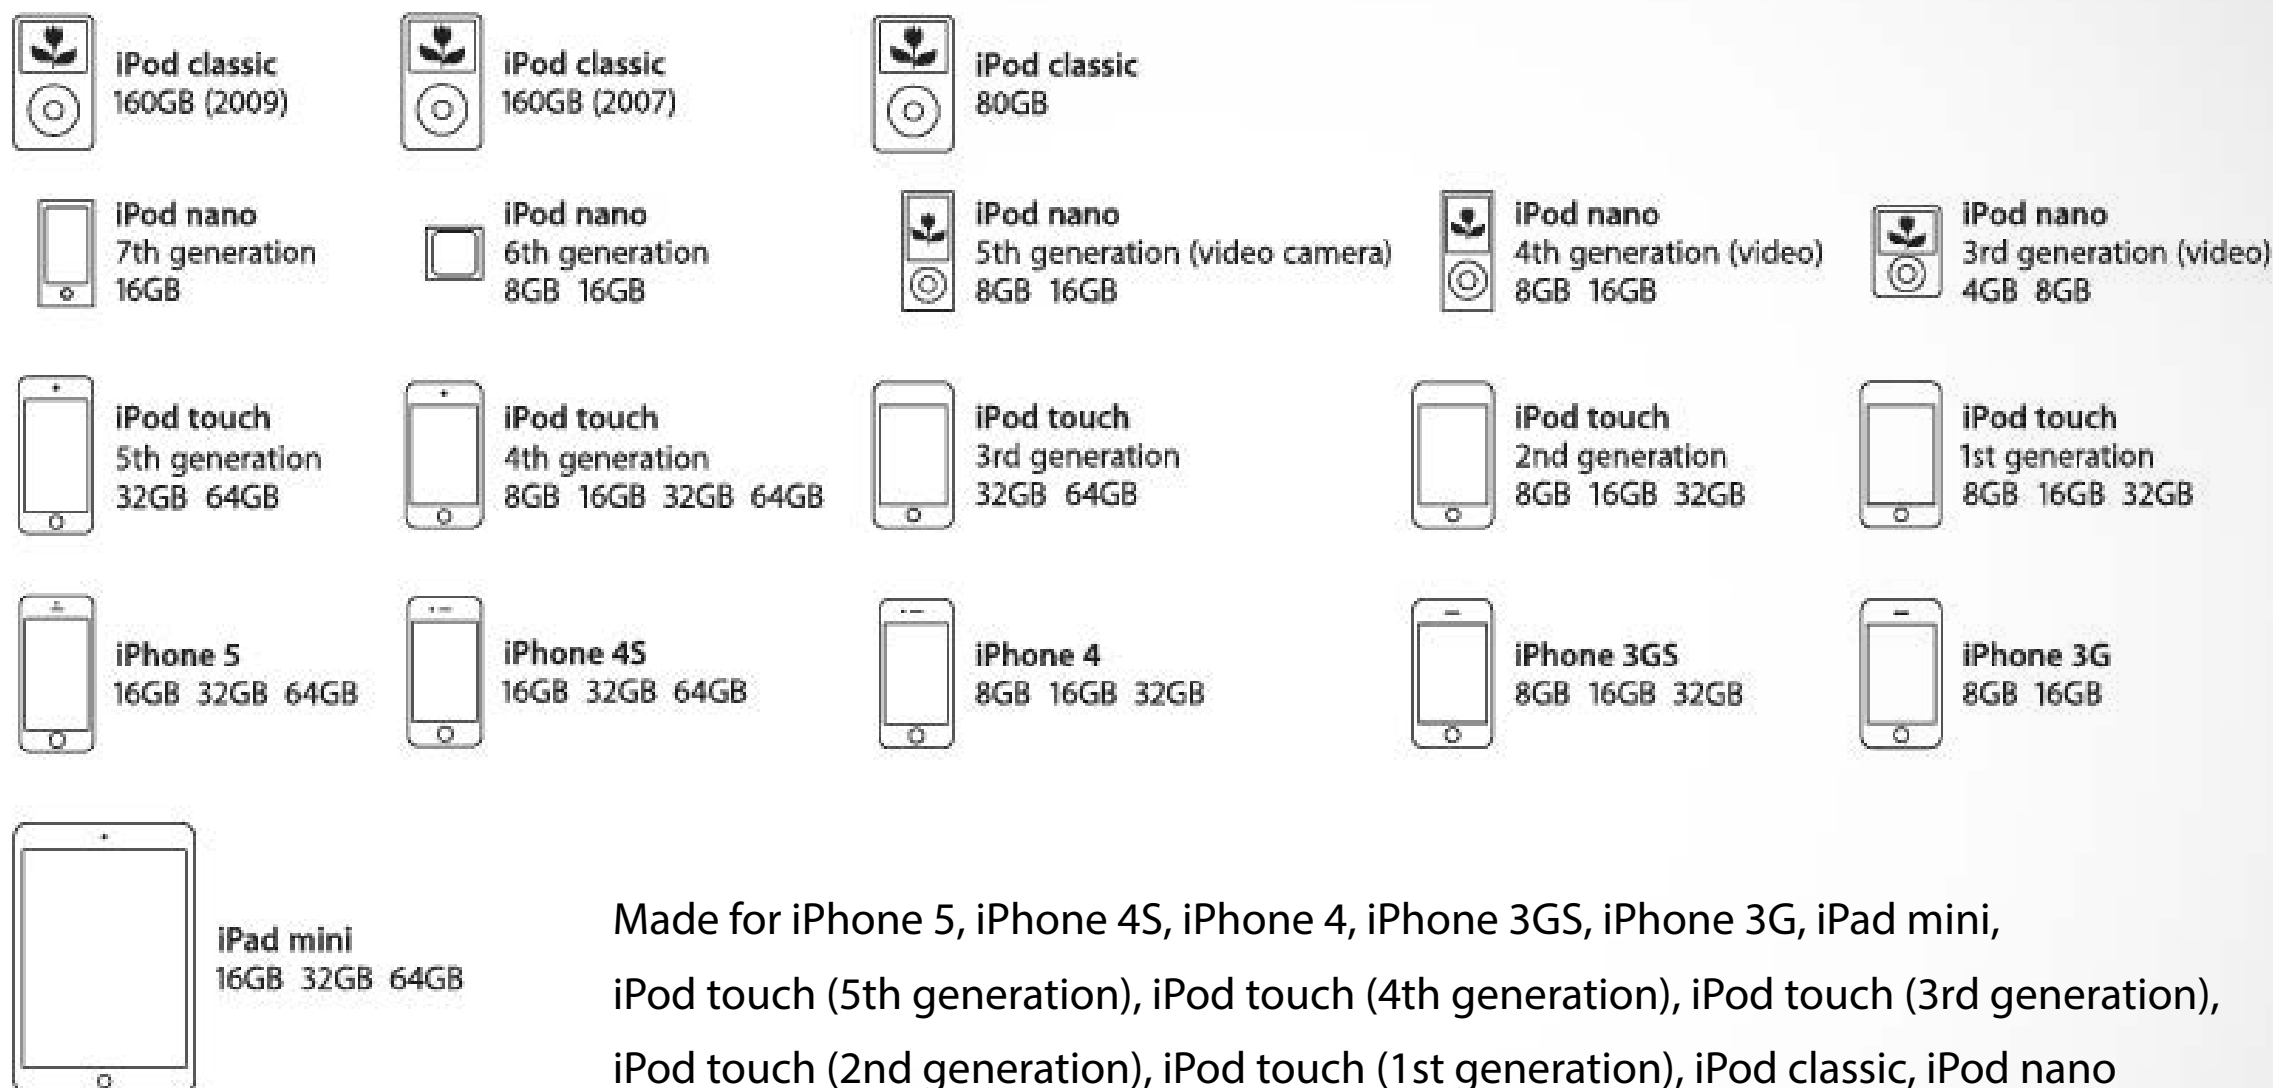 iPod classic
160GB (2009)
iPod classic
160GB (2007)
iPod classic
80GB
iPod nano
7th generation
16GB
iPod nano
6th generation
8GB 16GB
iPod nano
5th generation (video camera)
8GB 16GB
iPod nano
4th generation (video)
8GB 16GB
iPod nano
3rd generation (video)
4GB 8GB
iPod touch
5th generation
32GB 64GB
iPod touch
4th generation
8GB 16GB 32GB 64GB
iPod touch
3rd generation
32GB 64GB
iPod touch
2nd generation
8GB 16GB 32GB
iPod touch
1st generation
8GB 16GB 32GB
iPhone 5
16GB 32GB 64GB
iPhone 4S
16GB 32GB 64GB
iPhone 4
8GB 16GB 32GB
iPhone 3GS
8GB 16GB 32GB
iPhone 3G
8GB 16GB
iPad mini
16GB 32GB 64GB
Made for iPhone 5, iPhone 4S, iPhone 4, iPhone 3GS, iPhone 3G, iPad mini,
iPod touch (5th generation), iPod touch (4th generation), iPod touch (3rd generation),
iPod touch (2nd generation), iPod touch (1st generation), iPod classic, iPod nano